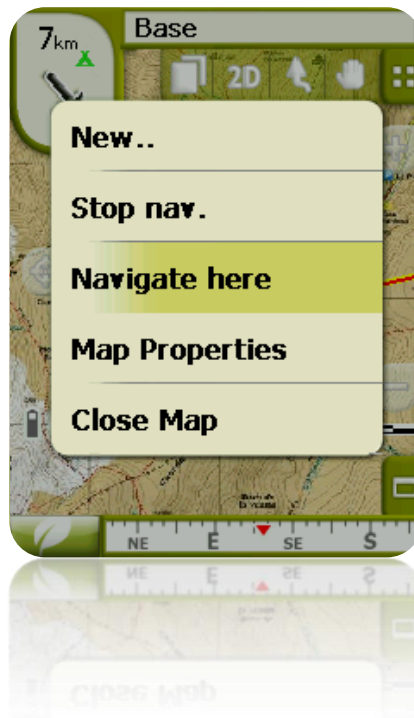 7km
Base
2D
New..
Stop nav.
Navigate here
Map Properties
Close Map
NE E SE S